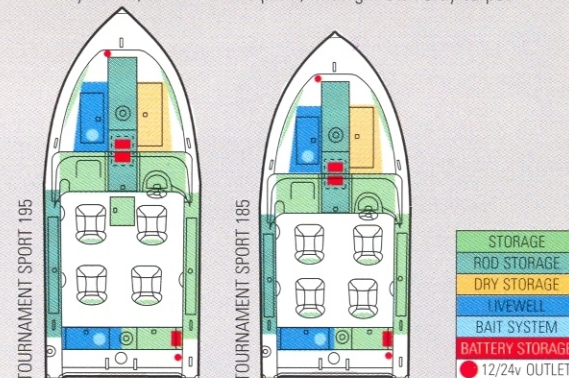 TOURNAMENT SPORT 195
TOURNAMENT SPORT 185
STORAGE
ROD STORAGE
DRY STORAGE
LIVEWELL
BAIT SYSTEM
BATTERY STORAGE
12/24v OUTLET